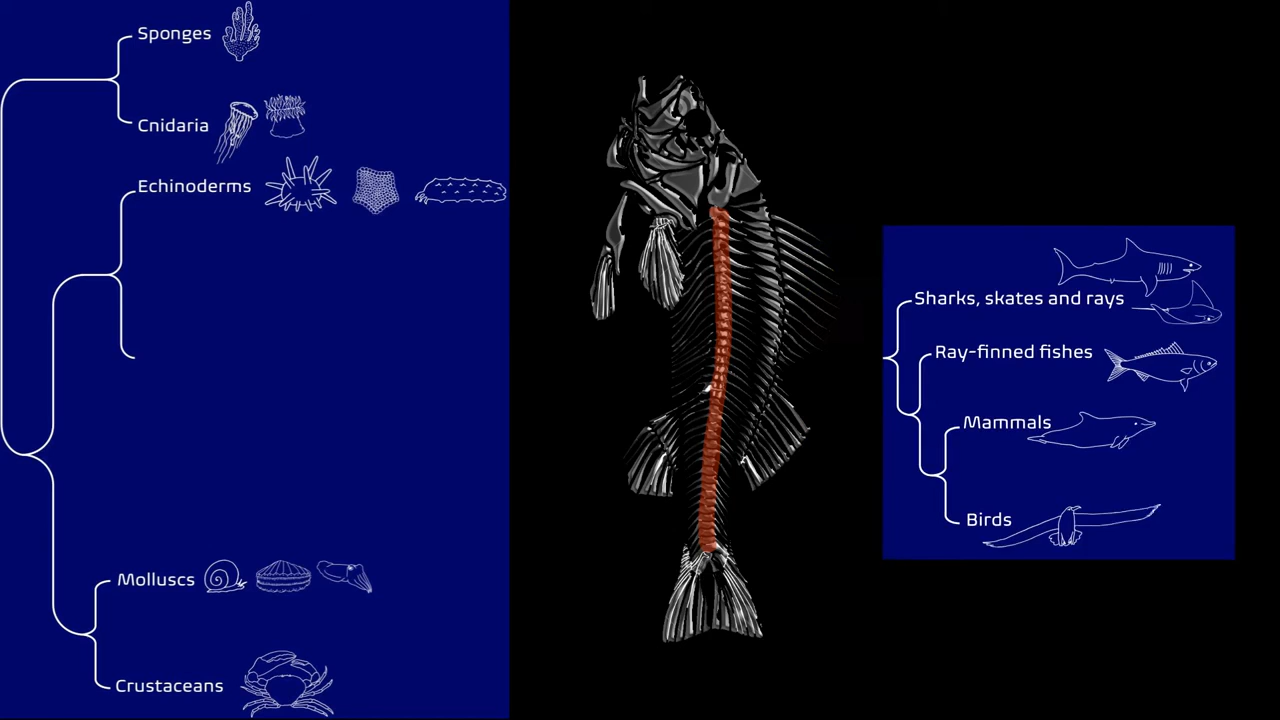 Sponges
Cnidaria
Echinoderms
Molluscs
Crustaceans
Sharks, skates and rays
Ray-finned fishes
Mammals
Birds